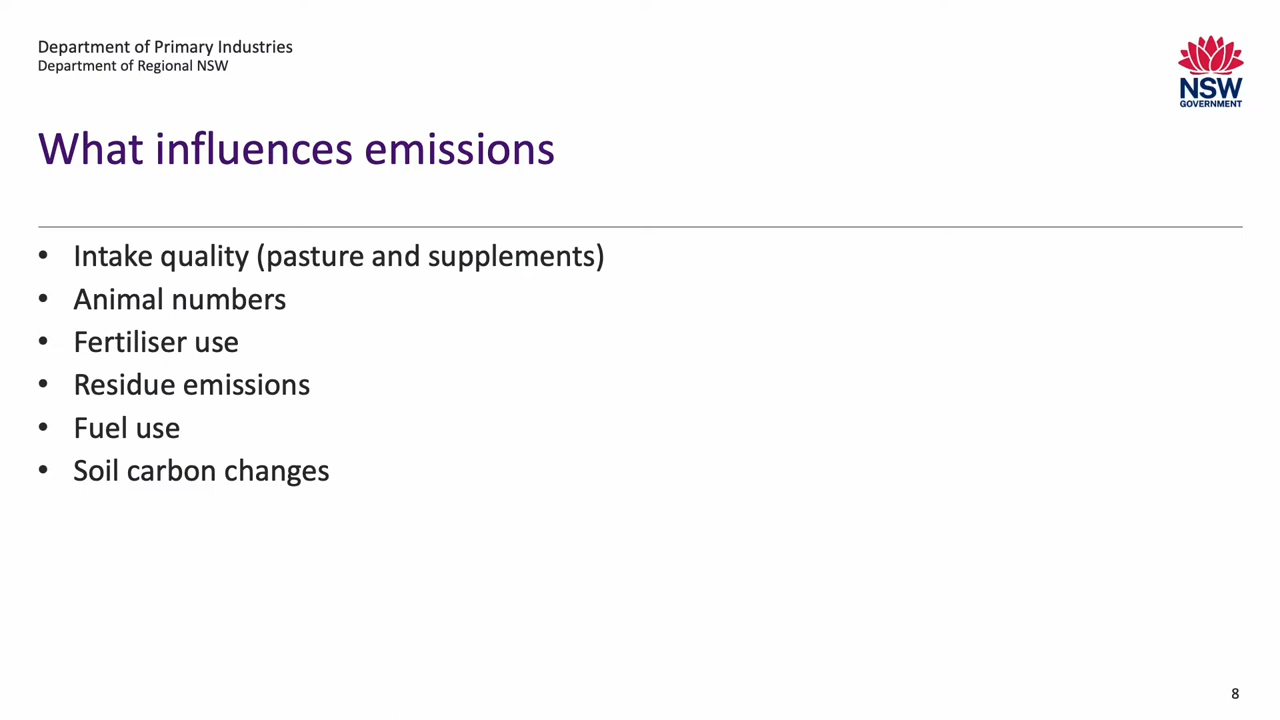 Department of Primary Industries
Department of Regional NSW
NSW
GOVERNMENT
What influences emissions
• Intake quality (pasture and supplements)
• Animal numbers
• Fertiliser use
• Residue emissions
• Fuel use
• Soil carbon changes
8